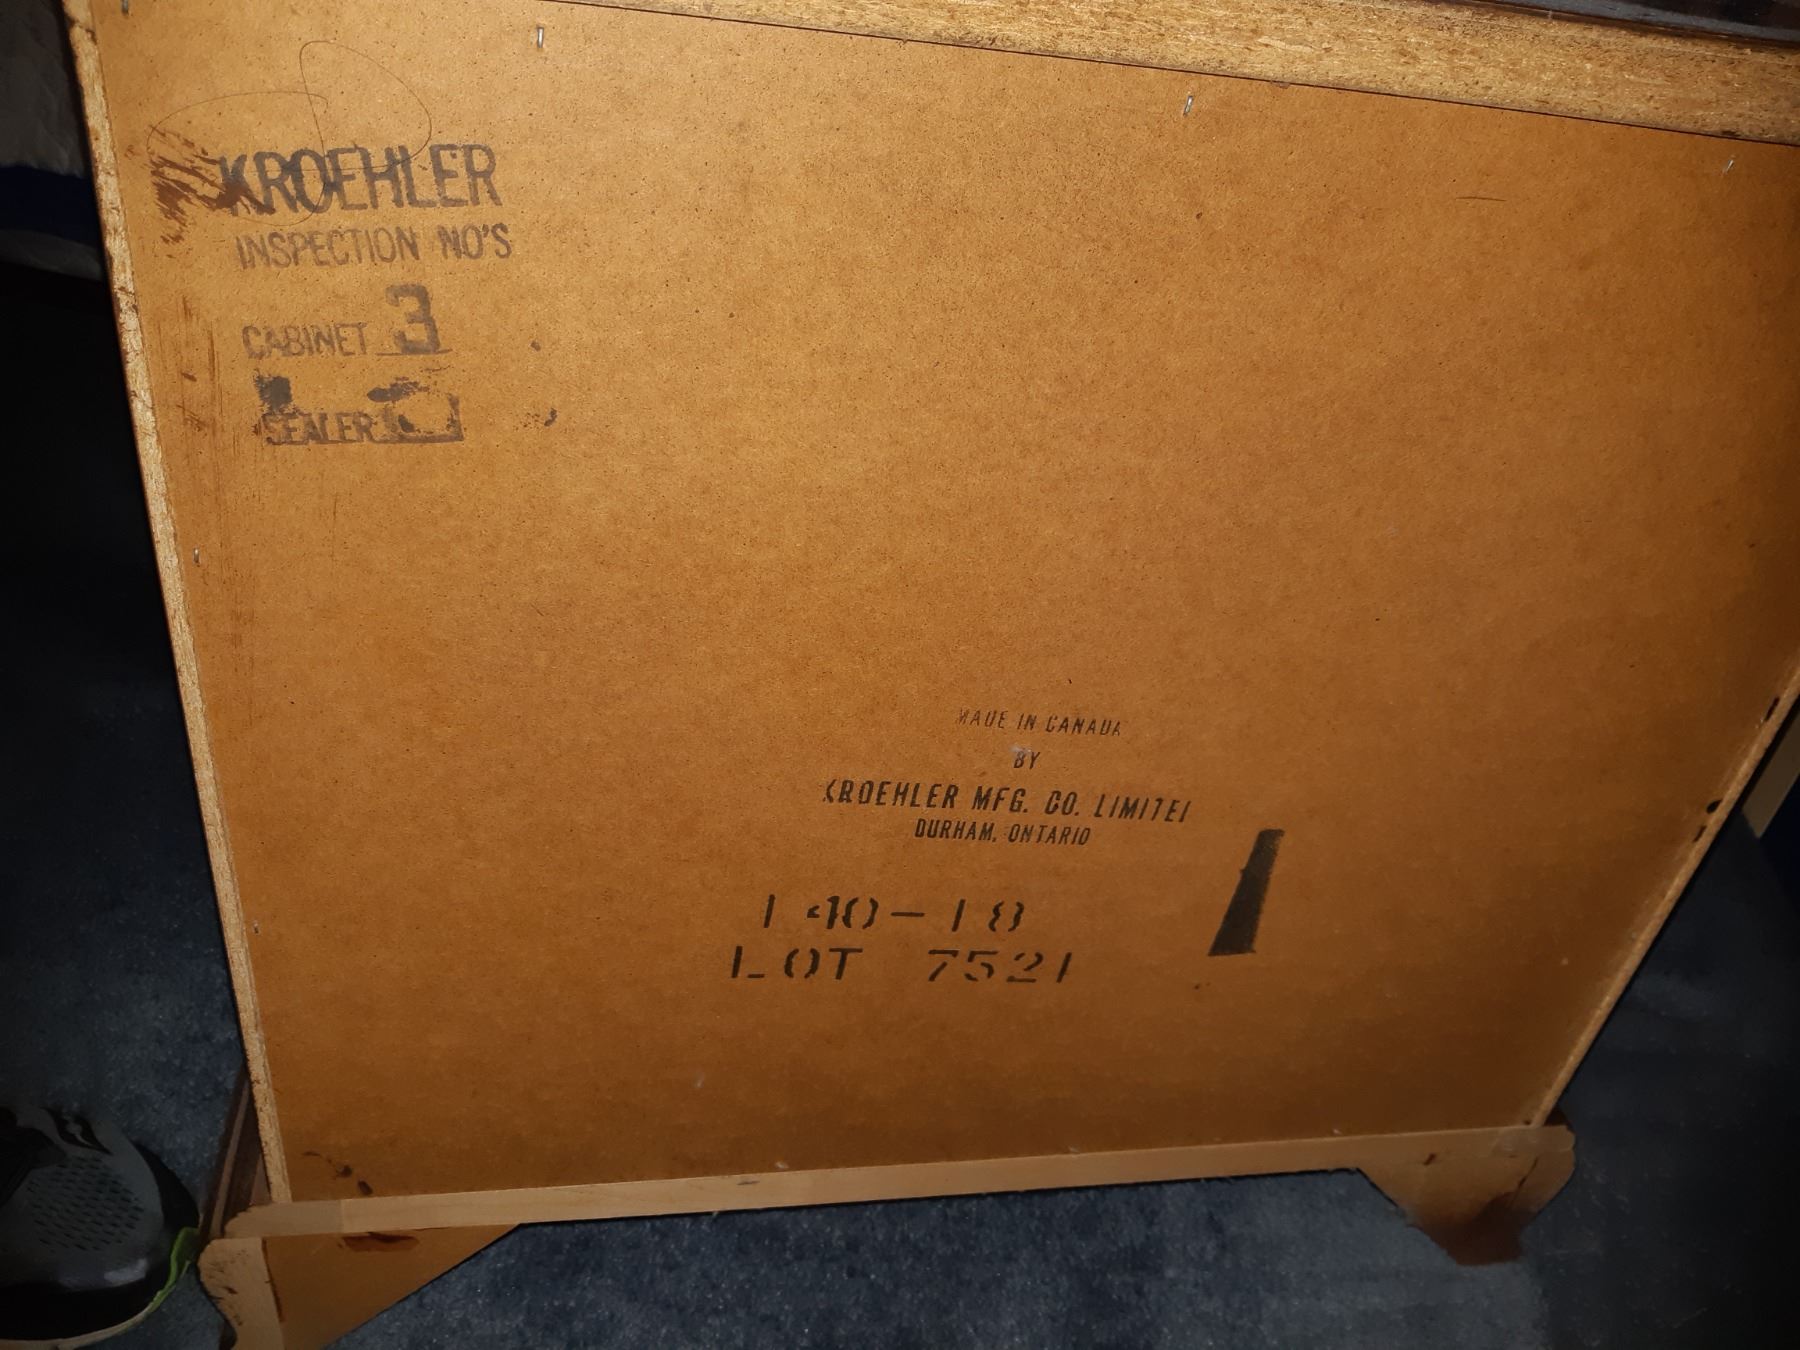 KROEHLER
INSPECTION NO'S
CABINET 3
SEALER
MADE IN CANADA
BY
KROEHLER MFG. CO. LIMITED
DURHAM, ONTARIO
140-18
LOT 7521